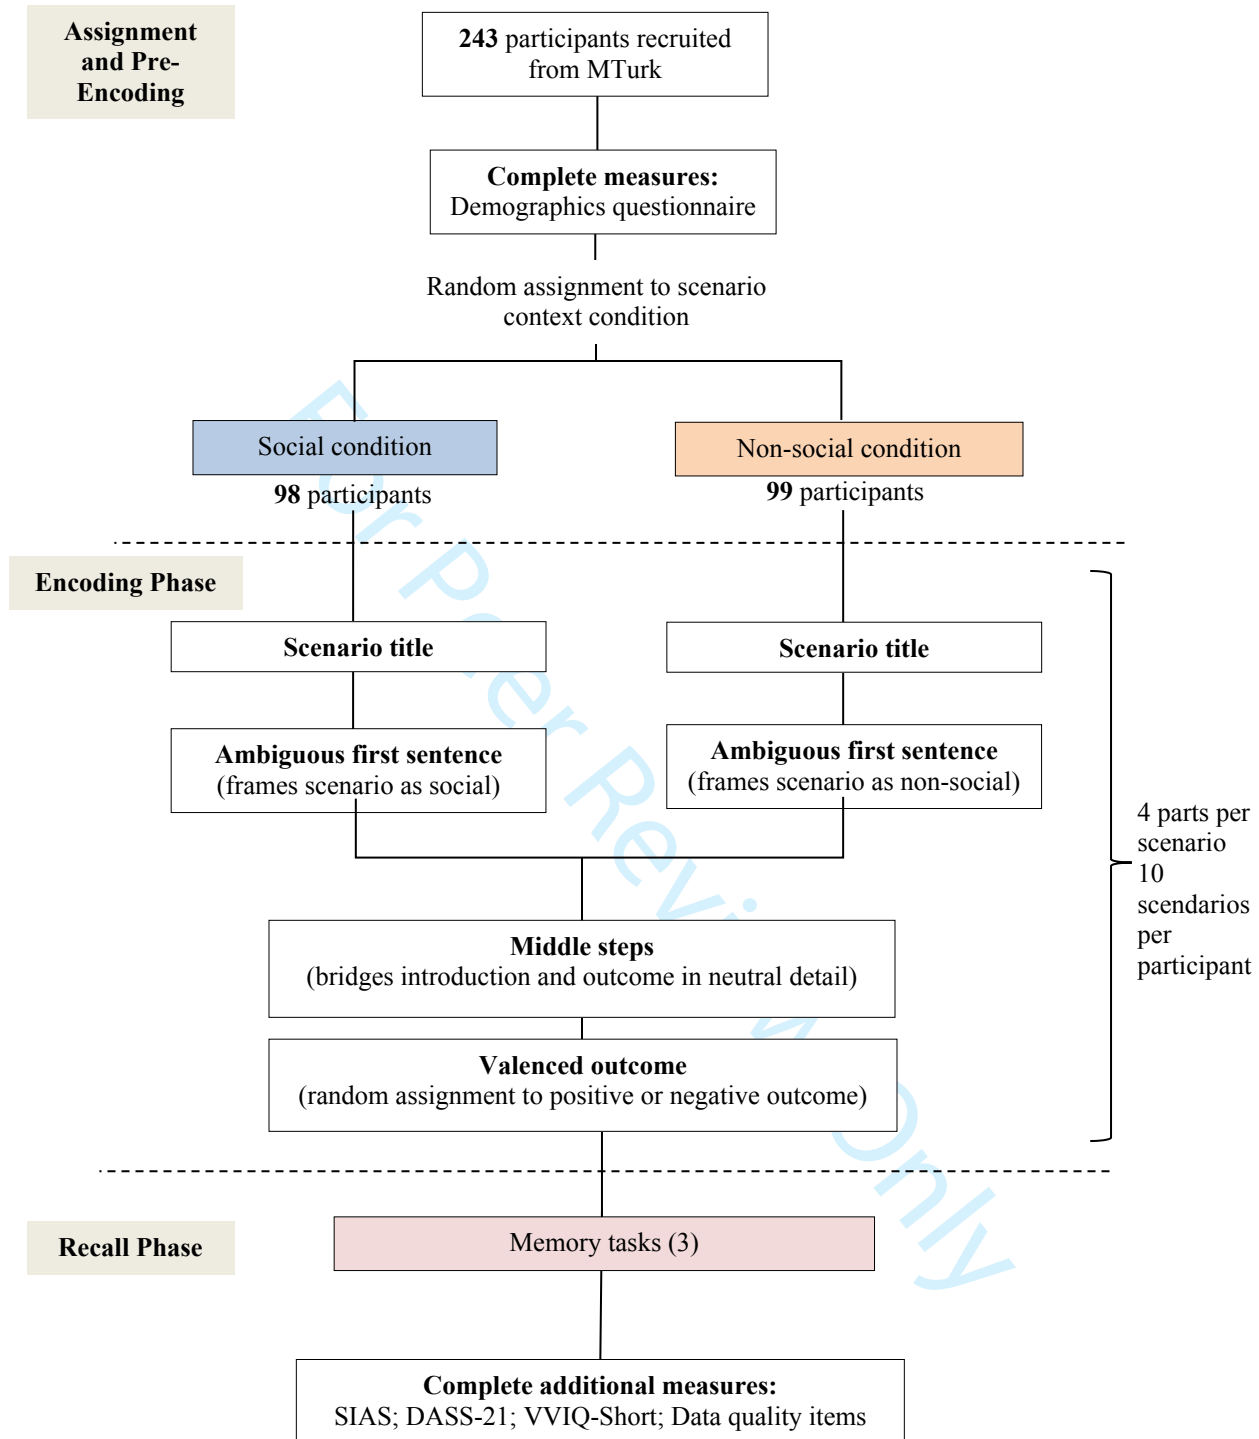 Assignment
and Pre-
Encoding
243 participants recruited
from MTurk
Complete measures:
Demographics questionnaire
Random assignment to scenario
context condition
Social condition
Non-social condition
98 participants
99 participants
Encoding Phase
Scenario title
Scenario title
Ambiguous first sentence
(frames scenario as social)
Ambiguous first sentence
(frames scenario as non-social)
4 parts per
scenario
10
scendarios
per
participant
Middle steps
(bridges introduction and outcome in neutral detail)
Valenced outcome
(random assignment to positive or negative outcome)
Recall Phase
Memory tasks (3)
Complete additional measures:
SIAS; DASS-21; VVIQ-Short; Data quality items
For Peer Review Only